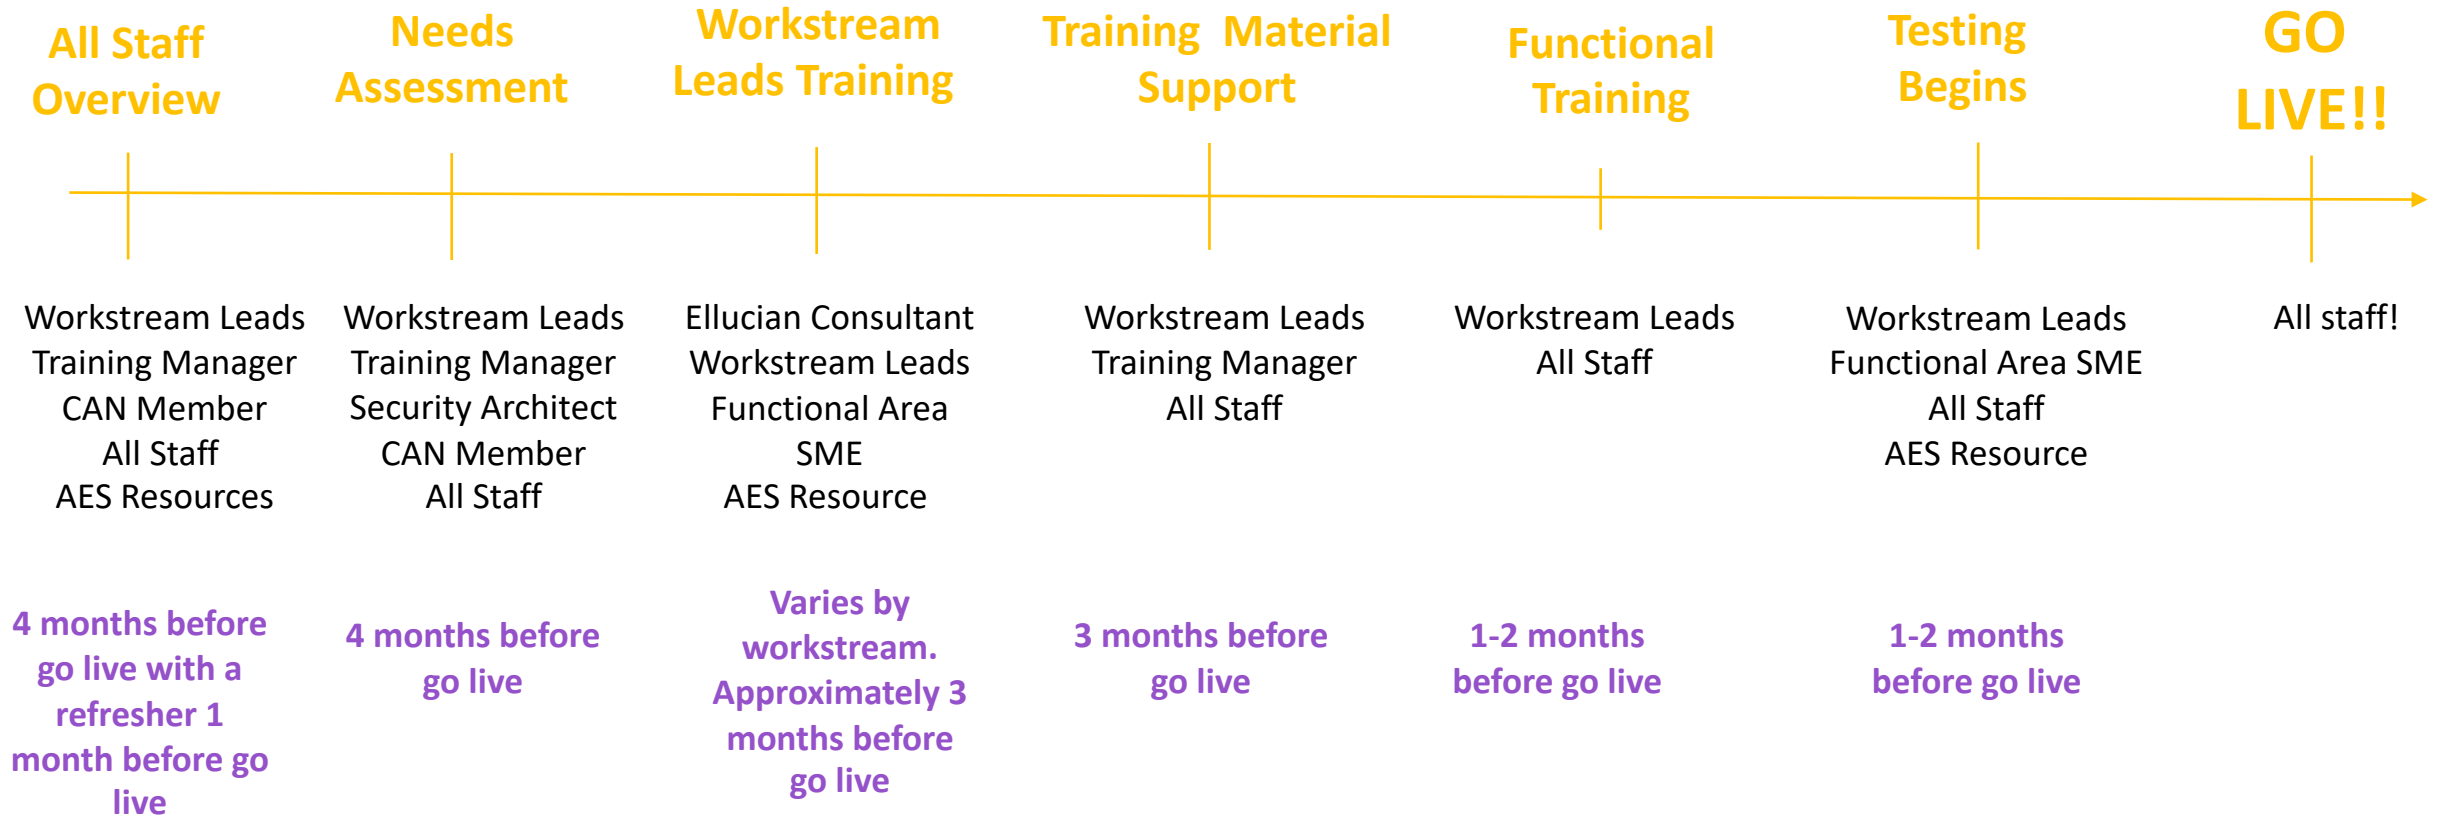 All Staff
Overview
Needs
Assessment
Workstream
Leads Training
Training  Material
Support
Functional
Training
Testing
Begins
GO
LIVE!!
Workstream Leads
Training Manager
CAN Member
All Staff
AES Resources
Workstream Leads
Training Manager
Security Architect
CAN Member
All Staff
Ellucian Consultant
Workstream Leads
Functional Area
SME
AES Resource
Workstream Leads
Training Manager
All Staff
Workstream Leads
All Staff
Workstream Leads
Functional Area SME
All Staff
AES Resource
All staff!
4 months before
go live with a
refresher 1
month before go
live
4 months before
go live
Varies by
workstream.
Approximately 3
months before
go live
3 months before
go live
1-2 months
before go live
1-2 months
before go live